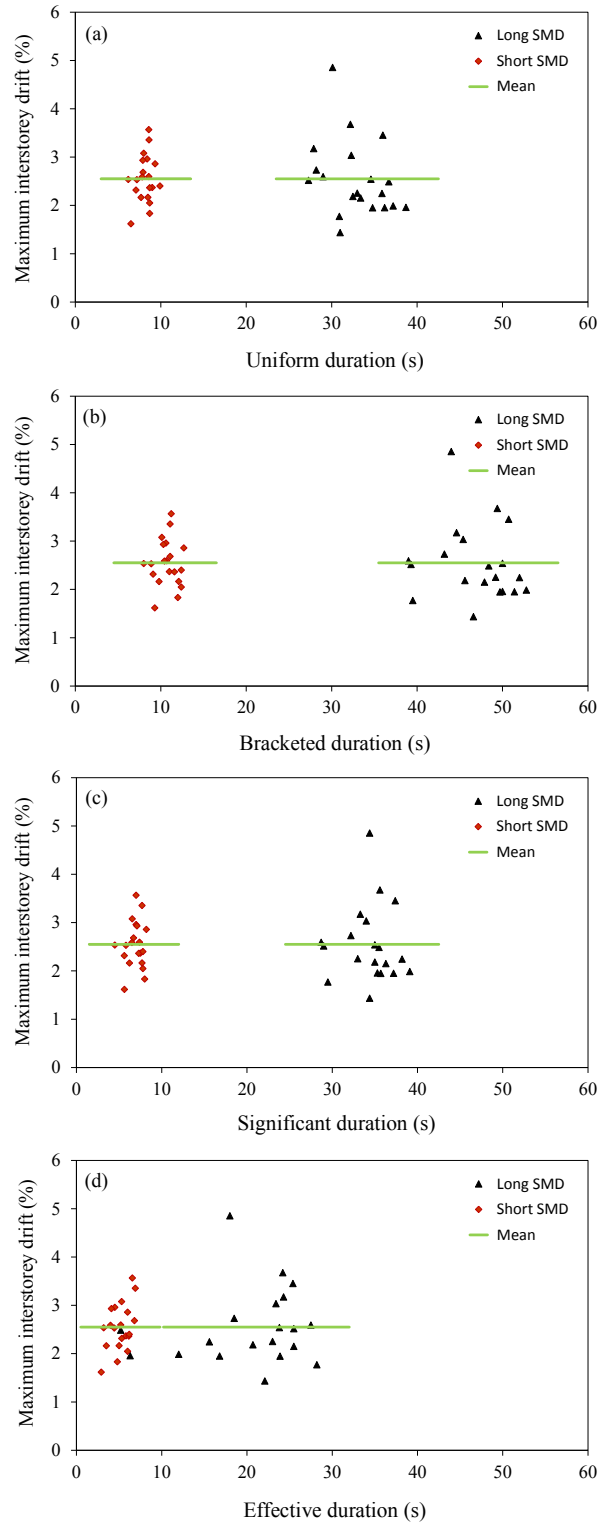 (a)
Long SMD
Short SMD
Mean
Maximum interstorey drift (%)
6
5
4
3
2
1
0
0 10 20 30 40 50 60
Uniform duration (s)
(b)
Long SMD
Short SMD
Mean
Maximum interstorey drift (%)
6
5
4
3
2
1
0
0 10 20 30 40 50 60
Bracketed duration (s)
(c)
Long SMD
Short SMD
Mean
Maximum interstorey drift (%)
6
5
4
3
2
1
0
0 10 20 30 40 50 60
Significant duration (s)
(d)
Long SMD
Short SMD
Mean
Maximum interstorey drift (%)
6
5
4
3
2
1
0
0 10 20 30 40 50 60
Effective duration (s)